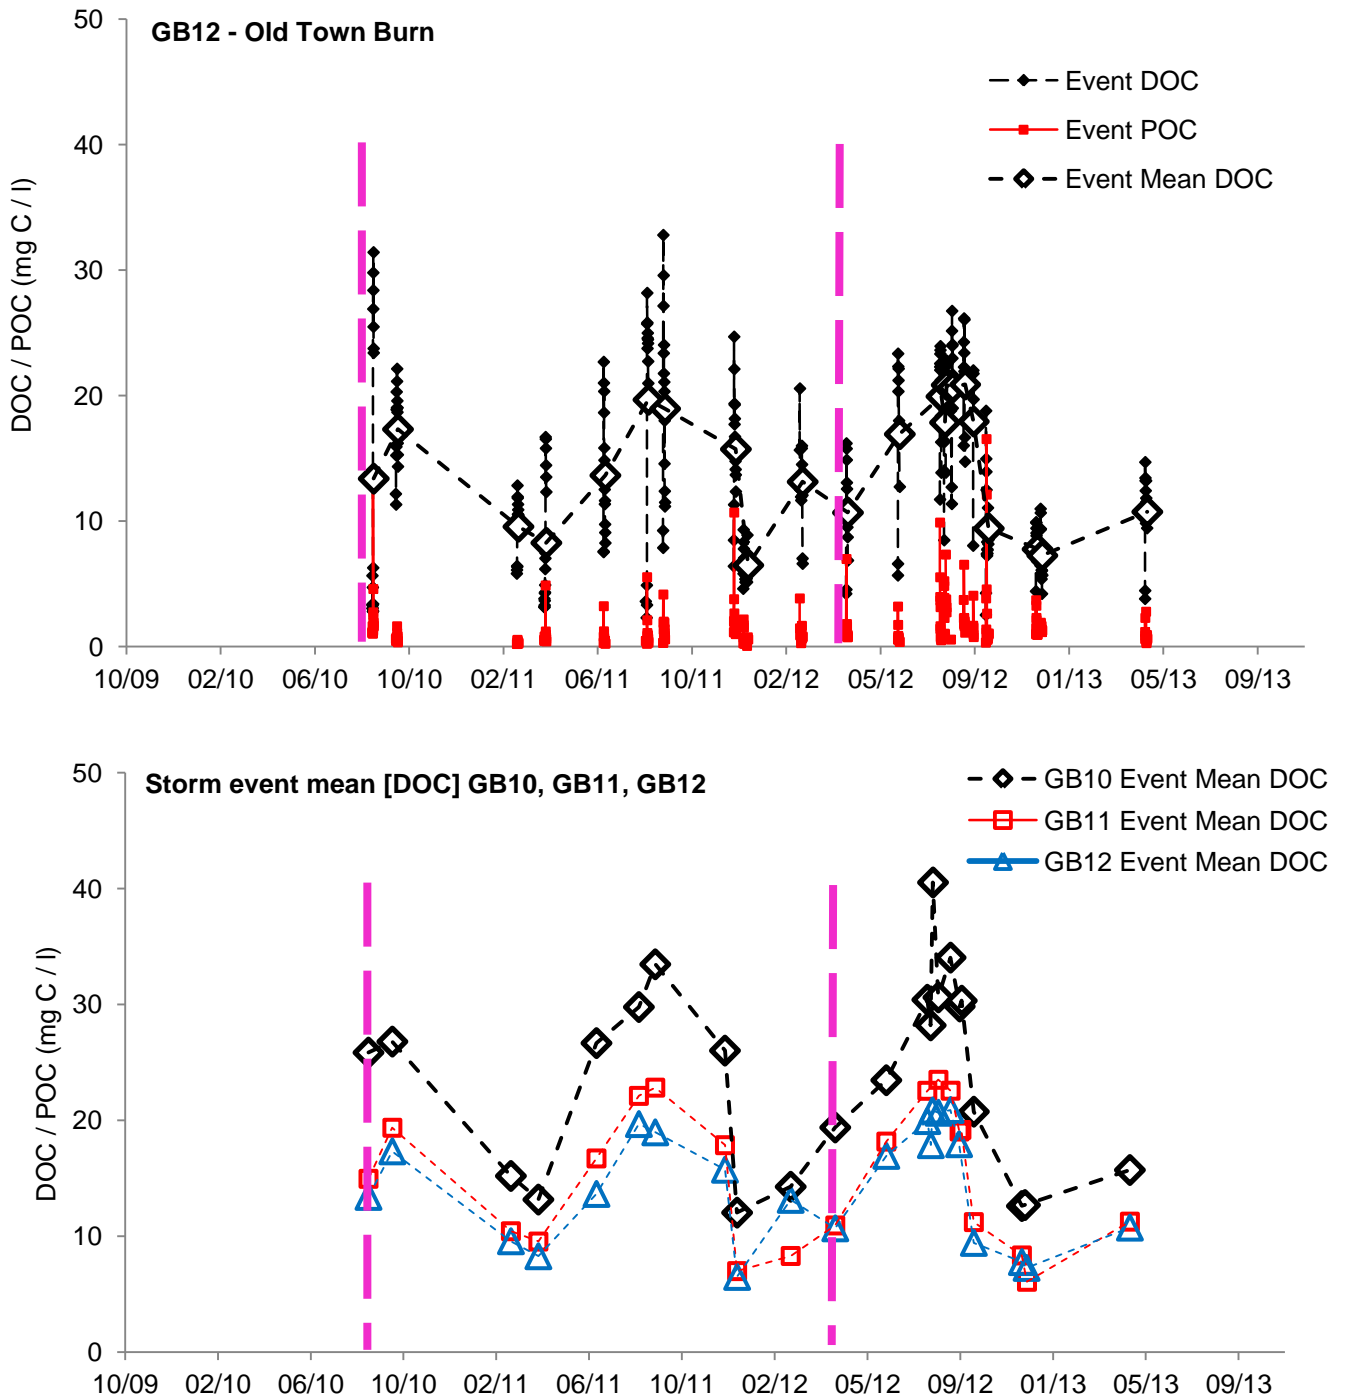 GB12 - Old Town Burn
Event DOC
Event POC
Event Mean DOC
DOC / POC (mg C / l)
50
40
30
20
10
0
10/09 02/10 06/10 10/10 02/11 06/11 10/11 02/12 05/12 09/12 01/13 05/13 09/13
Storm event mean [DOC] GB10, GB11, GB12
GB10 Event Mean DOC
GB11 Event Mean DOC
GB12 Event Mean DOC
DOC / POC (mg C / l)
50
40
30
20
10
0
10/09 02/10 06/10 10/10 02/11 06/11 10/11 02/12 05/12 09/12 01/13 05/13 09/13